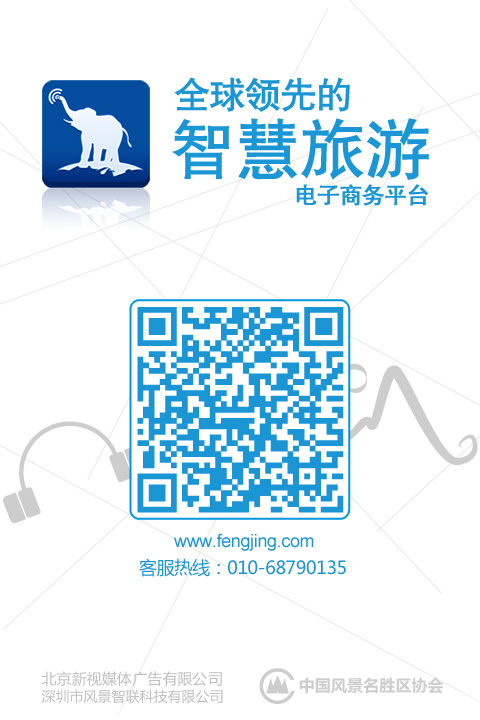 全球领先的
智慧旅游
电子商务平台
www.fengjing.com
客服热线：010-68790135
北京新视媒体广告有限公司
深圳市风景智联科技有限公司
中国风景名胜区协会